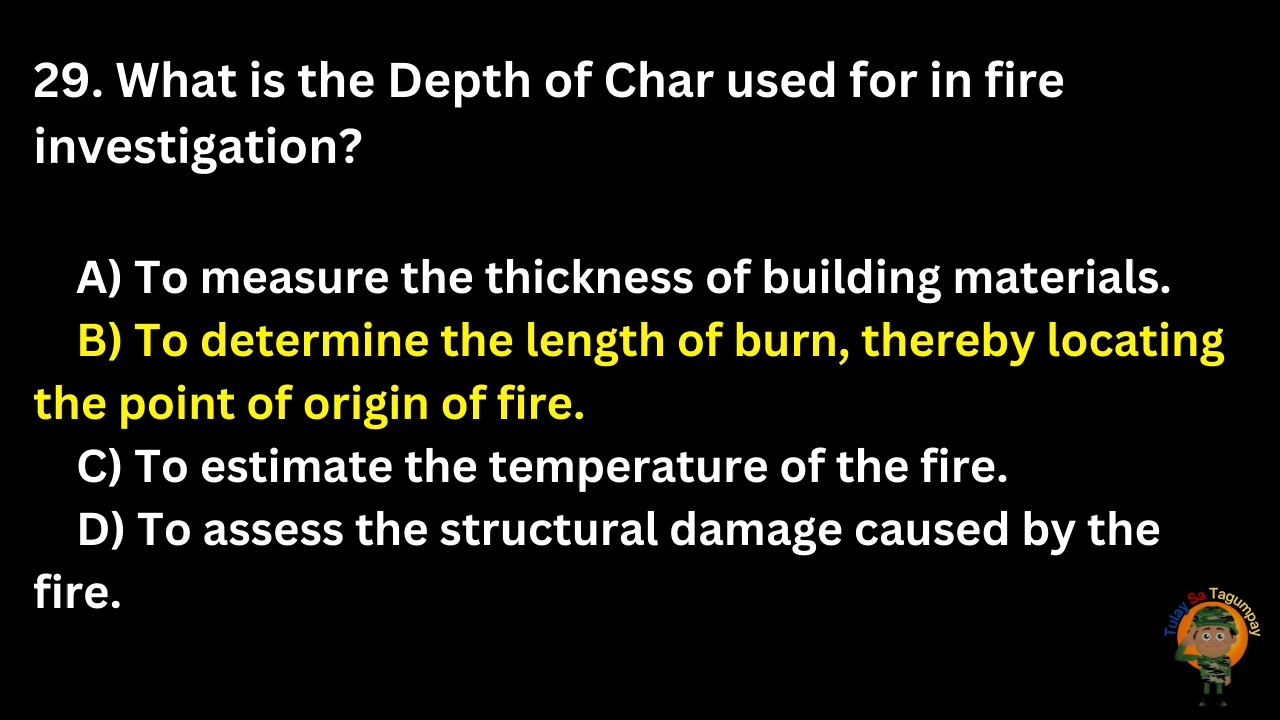 29. What is the Depth of Char used for in fire
investigation?
A) To measure the thickness of building materials.
B) To determine the length of burn, thereby locating
the point of origin of fire.
C) To estimate the temperature of the fire.
D) To assess the structural damage caused by the
fire.
Tulay Sa Tagumpay